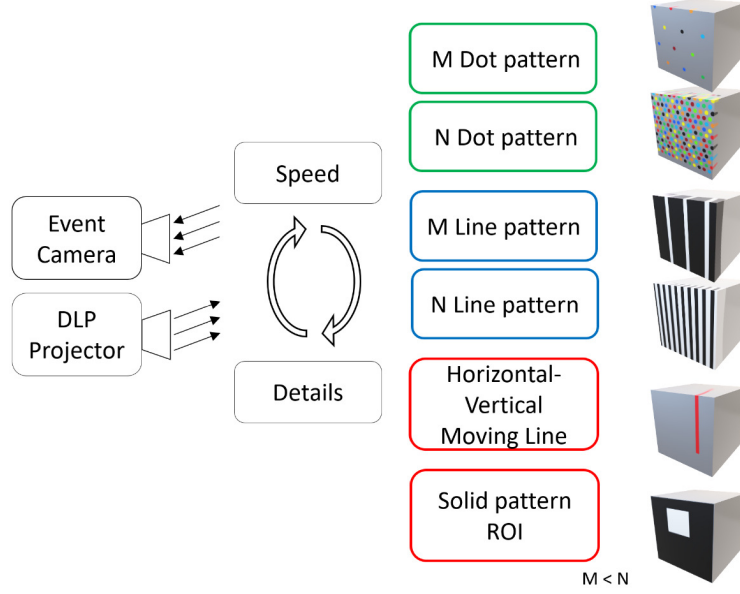 Event
Camera
DLP
Projector
Speed
Details
M Dot pattern
N Dot pattern
M Line pattern
N Line pattern
Horizontal-
Vertical
Moving Line
Solid pattern
ROI
M < N